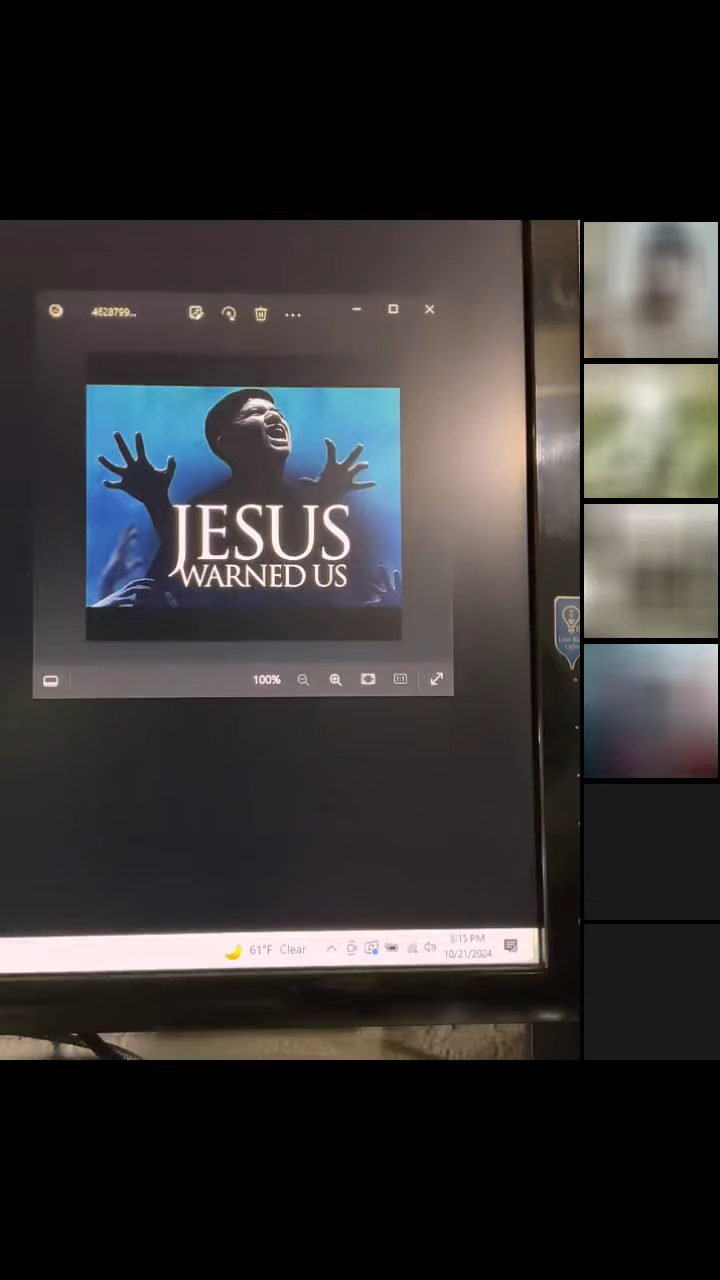 4628799...
JESUS
WARNED US
100%
61°F Clear
8:15 PM
10/21/2024